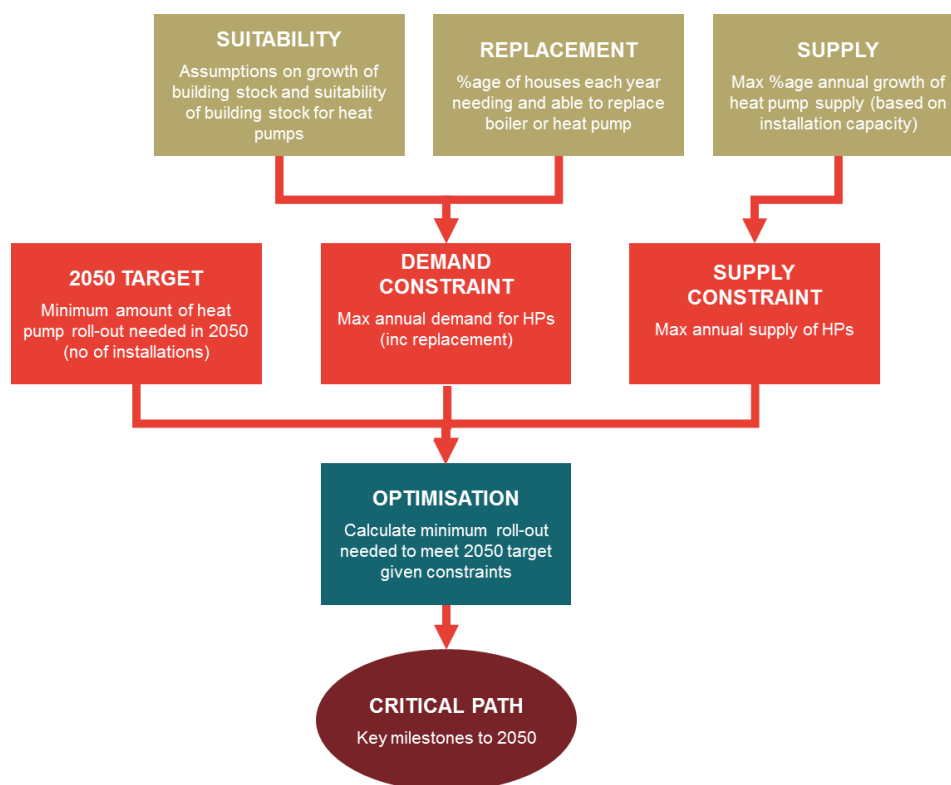 SUITABILITY
Assumptions on growth of
building stock and suitability
of building stock for heat
pumps
REPLACEMENT
%age of houses each year
needing and able to replace
boiler or heat pump
SUPPLY
Max %age annual growth of
heat pump supply (based on
installation capacity)
2050 TARGET
Minimum amount of heat
pump roll-out needed in 2050
(no of installations)
DEMAND
CONSTRAINT
Max annual demand for HPs
(inc replacement)
SUPPLY
CONSTRAINT
Max annual supply of HPs
OPTIMISATION
Calculate minimum roll-out
needed to meet 2050 target
given constraints
CRITICAL PATH
Key milestones to 2050